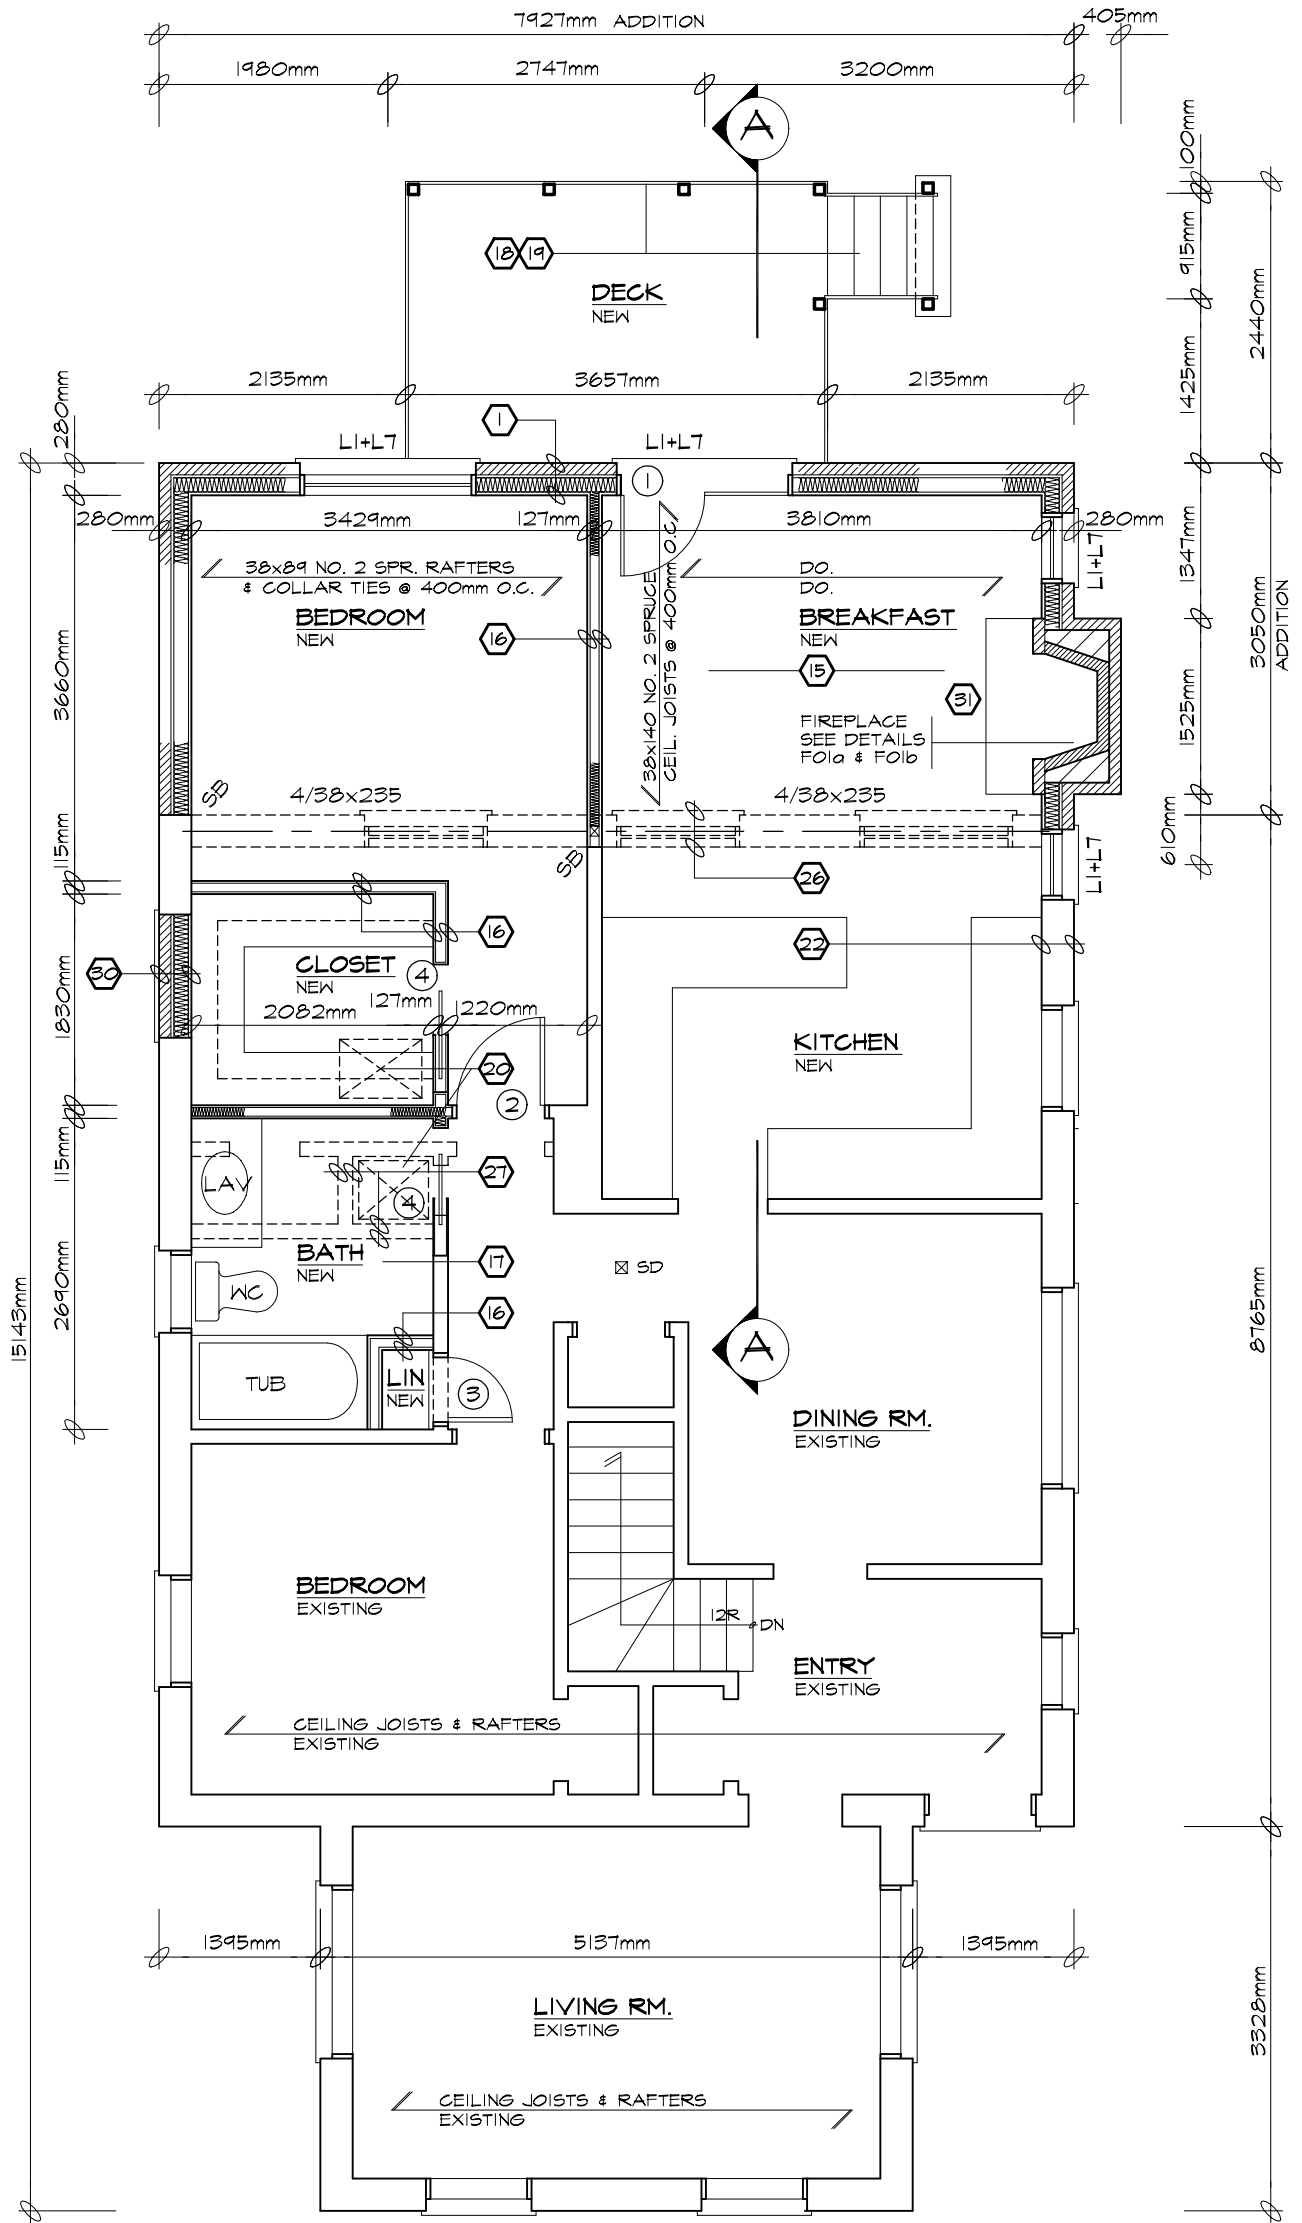 7927mm ADDITION
405mm
1980mm
2747mm
3200mm
A
100mm
915mm
2440mm
1425mm
18
19
DECK
NEW
2135mm
3657mm
2135mm
280mm
1
L1+L7
L1+L7
1
280mm
3429mm
127mm
3810mm
280mm
38x89 NO. 2 SPR. RAFTERS
& COLLAR TIES @ 400mm O.C.
BEDROOM
NEW
16
38x140 NO. 2 SPRUCE
CEIL. JOISTS @ 400mm O.C.
DO.
DO.
BREAKFAST
NEW
15
31
FIREPLACE
SEE DETAILS
F01a & F01b
L1+L7
1347mm
3050mm
ADDITION
1525mm
610mm
3660mm
SB
4/38x235
4/38x235
SB
26
L1+L7
115mm
16
22
30
CLOSET
NEW
4
127mm
2082mm
1220mm
1830mm
KITCHEN
NEW
20
2
115mm
LAV
27
4
BATH
NEW
17
SD
WC
16
2690mm
15143mm
8765mm
A
TUB
LIN
NEW
3
DINING RM.
EXISTING
BEDROOM
EXISTING
12R
DN
ENTRY
EXISTING
CEILING JOISTS & RAFTERS
EXISTING
1395mm
5137mm
1395mm
LIVING RM.
EXISTING
3328mm
CEILING JOISTS & RAFTERS
EXISTING